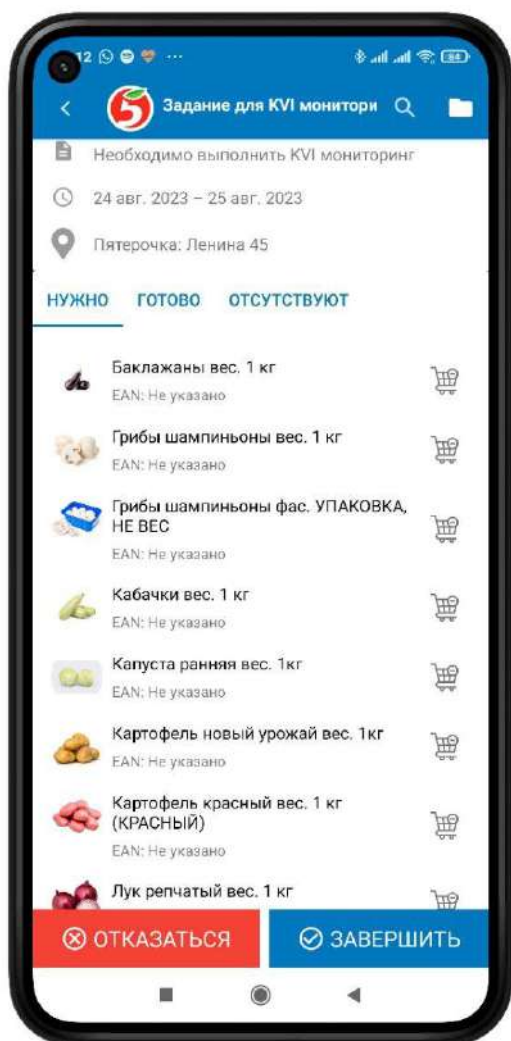 12
84
5
Задание для KVI монитори
Необходимо выполнить KVI мониторинг
24 авг. 2023 – 25 авг. 2023
Пятерочка: Ленина 45
НУЖНО ГОТОВО ОТСУТСТВУЮТ
Баклажаны вес. 1 кг
EAN: Не указано
Грибы шампиньоны вес. 1 кг
EAN: Не указано
Грибы шампиньоны фас. УПАКОВКА,
НЕ ВЕС
EAN: Не указано
Кабачки вес. 1 кг
EAN: Не указано
Капуста ранняя вес. 1кг
EAN: Не указано
Картофель новый урожай вес. 1кг
EAN: Не указано
Картофель красный вес. 1 кг
(КРАСНЫЙ)
EAN: Не указано
Лук репчатый вес. 1 кг
ОТКАЗАТЬСЯ ЗАВЕРШИТЬ